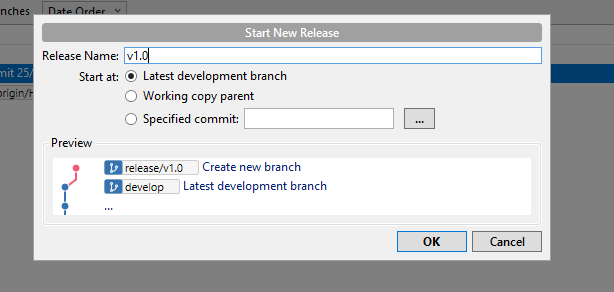 nches Date Order
Start New Release
Release Name: v1.0
Start at: Latest development branch
mit 25/
Working copy parent
origin/H
Specified commit: ...
Preview
release/v1.0 Create new branch
develop Latest development branch
...
OK Cancel